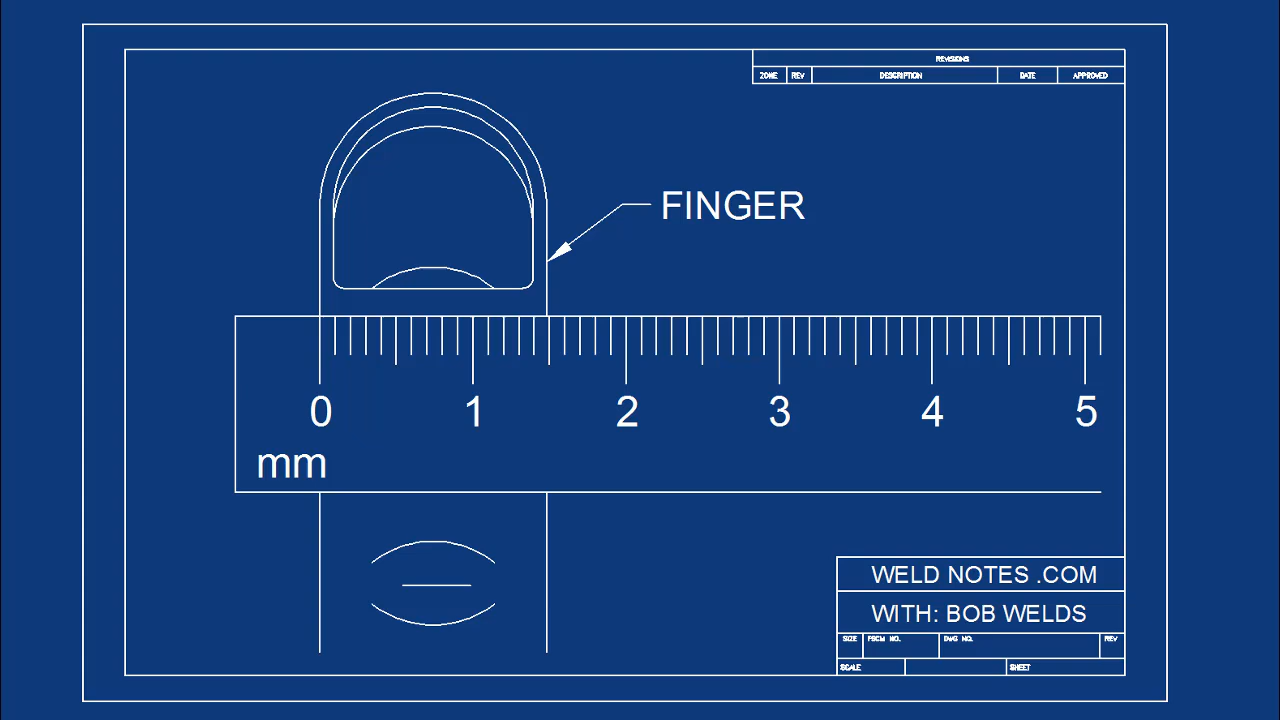 REVISIONS
ZONE REV DESCRIPTION DATE APPROVED
FINGER
0 1 2 3 4 5
mm
WELD NOTES .COM
WITH: BOB WELDS
SIZE FSCM NO. DWG NO. REV
SCALE SHEET